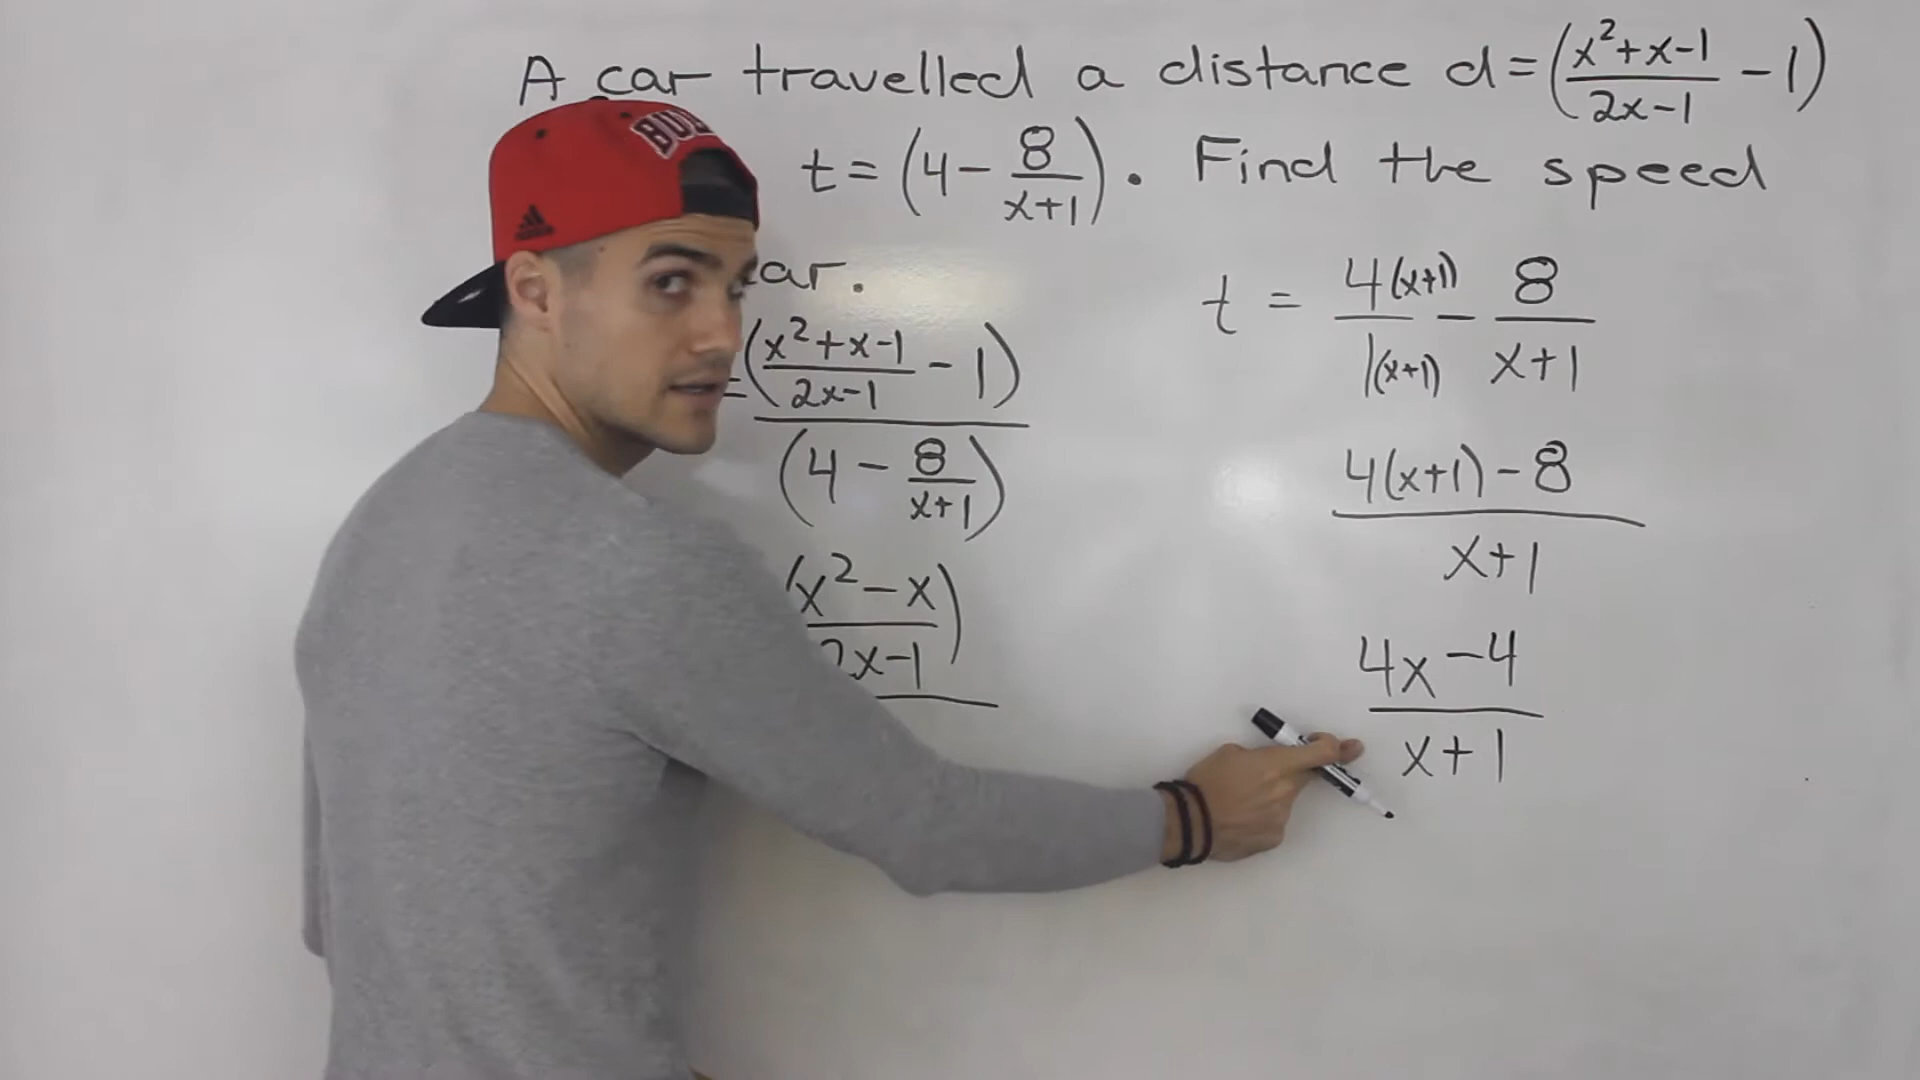 A car travelled a distance d = ((x²+x-1)/(2x-1) - 1)
t = (4 - 8/(x+1)). Find the speed
car.
= ((x²+x-1)/(2x-1) - 1)/(4 - 8/(x+1))
(x²-x)/(2x-1))
t = 4(x+1)/1(x+1) - 8/(x+1)
(4(x+1) - 8)/(x+1)
(4x-4)/(x+1)